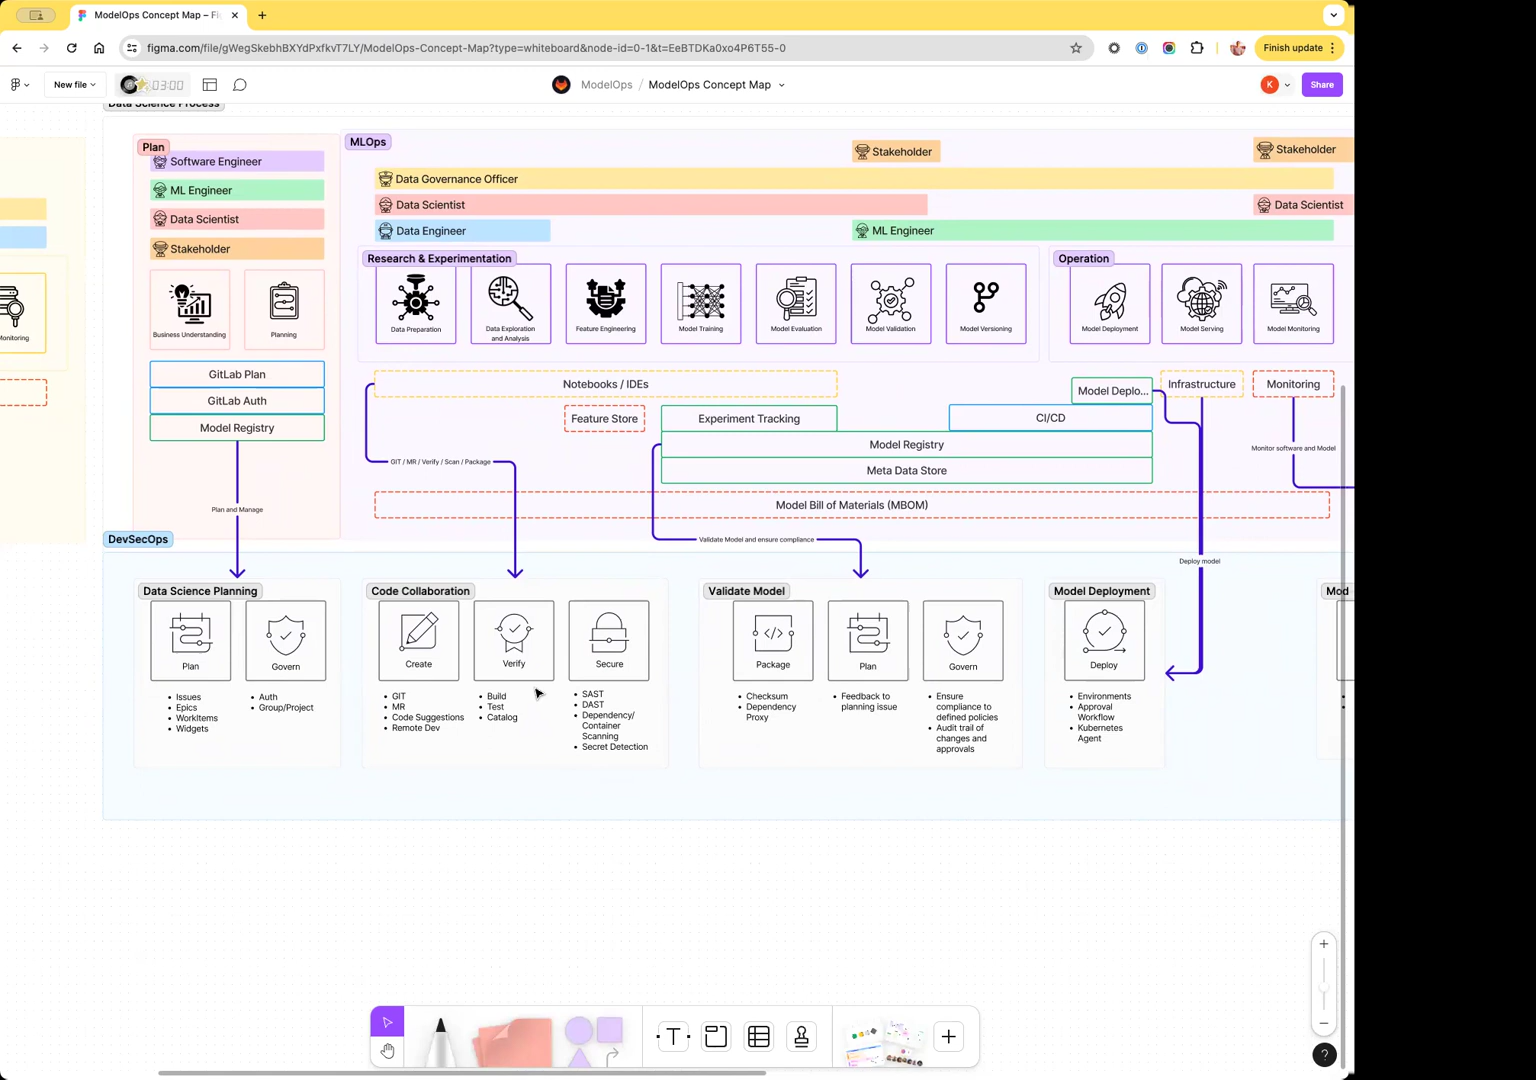 ModelOps Concept Map – Fi
figma.com/file/gWegSkebhBXYdPxfkvT7LY/ModelOps-Concept-Map?type=whiteboard&node-id=0-1&t=EeBTDKa0xo4P6T55-0
Finish update
New file
03:00
ModelOps / ModelOps Concept Map
K
Share
Data Science Process
Plan
Software Engineer
ML Engineer
Data Scientist
Stakeholder
Business Understanding
Planning
GitLab Plan
GitLab Auth
Model Registry
Plan and Manage
MLOps
Stakeholder
Stakeholder
Data Governance Officer
Data Scientist
Data Scientist
Data Engineer
ML Engineer
Research & Experimentation
Data Preparation
Data Exploration
and Analysis
Feature Engineering
Model Training
Model Evaluation
Model Validation
Model Versioning
Operation
Model Deployment
Model Serving
Model Monitoring
Notebooks / IDEs
Model Deplo...
Infrastructure
Monitoring
Feature Store
Experiment Tracking
CI/CD
Model Registry
Meta Data Store
GIT / MR / Verify / Scan / Package
Monitor software and Model
Model Bill of Materials (MBOM)
Validate Model and ensure compliance
Deploy model
DevSecOps
Data Science Planning
Plan
• Issues
• Epics
• WorkItems
• Widgets
Govern
• Auth
• Group/Project
Code Collaboration
Create
• GIT
• MR
• Code Suggestions
• Remote Dev
Verify
• Build
• Test
• Catalog
Secure
• SAST
• DAST
• Dependency/
Container
Scanning
• Secret Detection
Validate Model
Package
• Checksum
• Dependency
Proxy
Plan
• Feedback to
planning issue
Govern
• Ensure
compliance to
defined policies
• Audit trail of
changes and
approvals
Model Deployment
Deploy
• Environments
• Approval
Workflow
• Kubernetes
Agent
Mod
T
?